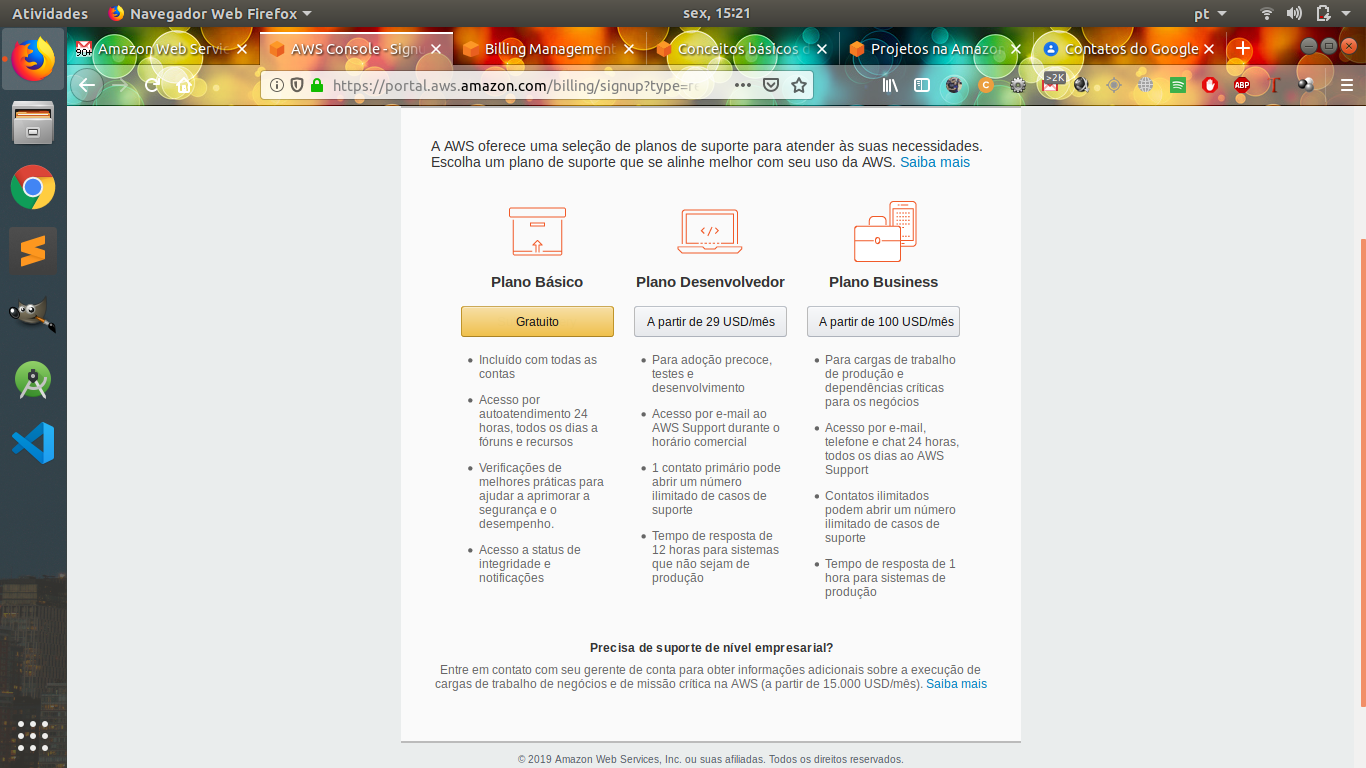 Atividades
Navegador Web Firefox
sex, 15:21
pt
90+
Amazon Web Servic
AWS Console - Signu
Billing Management
Conceitos básicos d
Projetos na Amazo
Contatos do Google
https://portal.aws.amazon.com/billing/signup?type=re
>2K
C
ABP
T
A AWS oferece uma seleção de planos de suporte para atender às suas necessidades.
Escolha um plano de suporte que se alinhe melhor com seu uso da AWS. Saiba mais
Plano Básico
Gratuito
Incluído com todas as
contas
Acesso por
autoatendimento 24
horas, todos os dias a
fóruns e recursos
Verificações de
melhores práticas para
ajudar a aprimorar a
segurança e o
desempenho.
Acesso a status de
integridade e
notificações
Plano Desenvolvedor
A partir de 29 USD/mês
Para adoção precoce,
testes e
desenvolvimento
Acesso por e-mail ao
AWS Support durante o
horário comercial
1 contato primário pode
abrir um número
ilimitado de casos de
suporte
Tempo de resposta de
12 horas para sistemas
que não sejam de
produção
Plano Business
A partir de 100 USD/mês
Para cargas de trabalho
de produção e
dependências críticas
para os negócios
Acesso por e-mail,
telefone e chat 24 horas,
todos os dias ao AWS
Support
Contatos ilimitados
podem abrir um número
ilimitado de casos de
suporte
Tempo de resposta de 1
hora para sistemas de
produção
Precisa de suporte de nível empresarial?
Entre em contato com seu gerente de conta para obter informações adicionais sobre a execução de
cargas de trabalho de negócios e de missão crítica na AWS (a partir de 15.000 USD/mês). Saiba mais
© 2019 Amazon Web Services, Inc. ou suas afiliadas. Todos os direitos reservados.